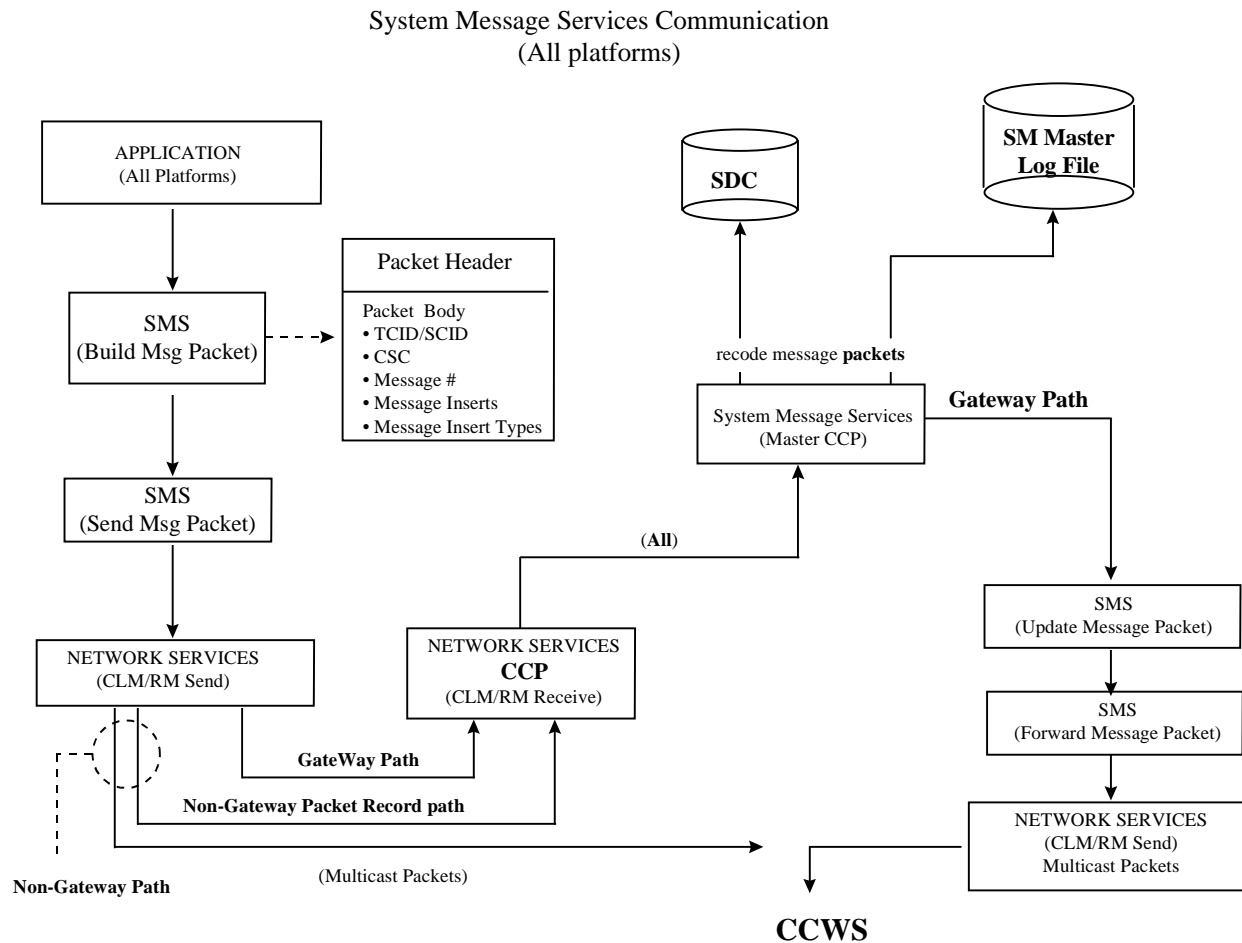 System Message Services Communication
(All platforms)
APPLICATION
(All Platforms)
SMS
(Build Msg Packet)
Packet Header
Packet Body
• TCID/SCID
• CSC
• Message #
• Message Inserts
• Message Insert Types
SMS
(Send Msg Packet)
NETWORK SERVICES
(CLM/RM Send)
GateWay Path
Non-Gateway Packet Record path
(Multicast Packets)
Non-Gateway Path
NETWORK SERVICES
CCP
(CLM/RM Receive)
(All)
SDC
SM Master
Log File
recode message packets
System Message Services
(Master CCP)
Gateway Path
SMS
(Update Message Packet)
SMS
(Forward Message Packet)
NETWORK SERVICES
(CLM/RM Send)
Multicast Packets
CCWS